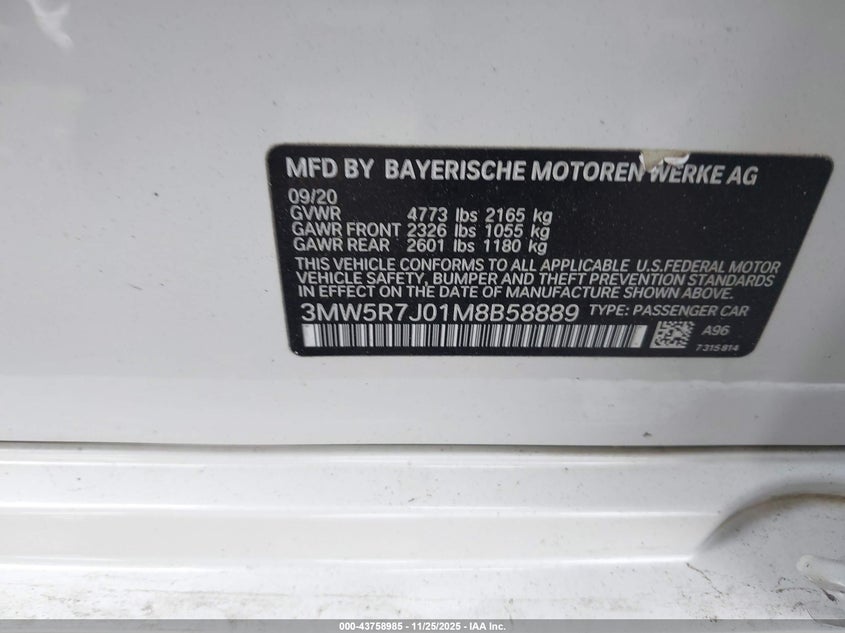 MFD BY BAYERISCHE MOTOREN WERKE AG
09/20
GVWR 4773 lbs 2165 kg
GAWR FRONT 2326 lbs 1055 kg
GAWR REAR 2601 lbs 1180 kg
THIS VEHICLE CONFORMS TO ALL APPLICABLE U.S.FEDERAL MOTOR
VEHICLE SAFETY, BUMPER AND THEFT PREVENTION STANDARDS
IN EFFECT ON THE DATE OF MANUFACTURE SHOWN ABOVE.
3MW5R7J01M8B58889 TYPE: PASSENGER CAR
A96
7315814
000-43758985 - 11/25/2025 - IAA Inc.